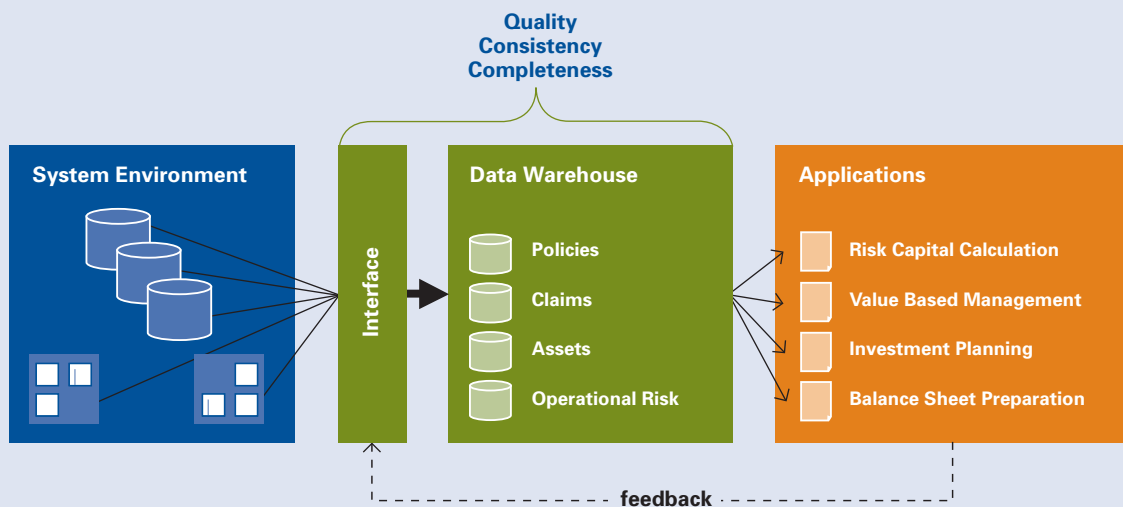 Quality
Consistency
Completeness
System Environment
Interface
Data Warehouse
Policies
Claims
Assets
Operational Risk
Applications
Risk Capital Calculation
Value Based Management
Investment Planning
Balance Sheet Preparation
feedback